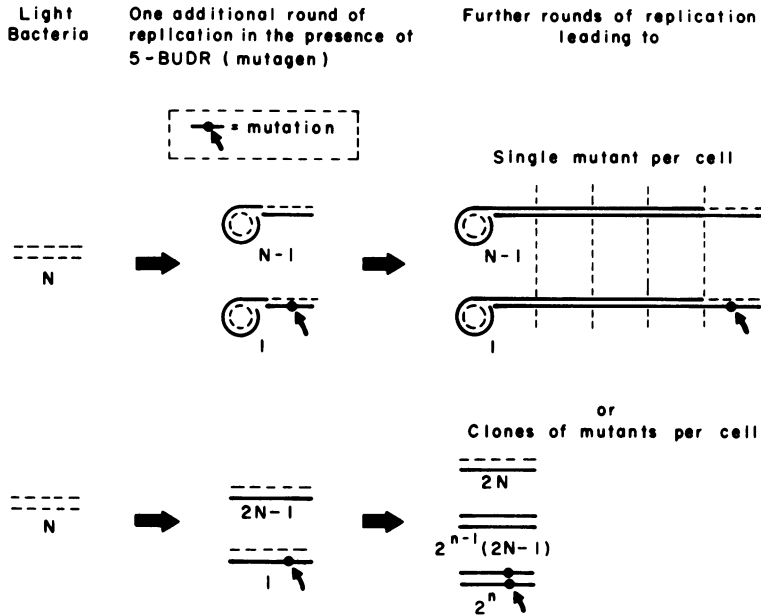 Light
Bacteria
One additional round of
replication in the presence of
5-BUDR (mutagen)
Further rounds of replication
leading to
= mutation
Single mutant per cell
N
N-1
1
N-1
1
or
Clones of mutants per cell
N
2N-1
1
2N
2^{n-1}(2N-1)
2^n